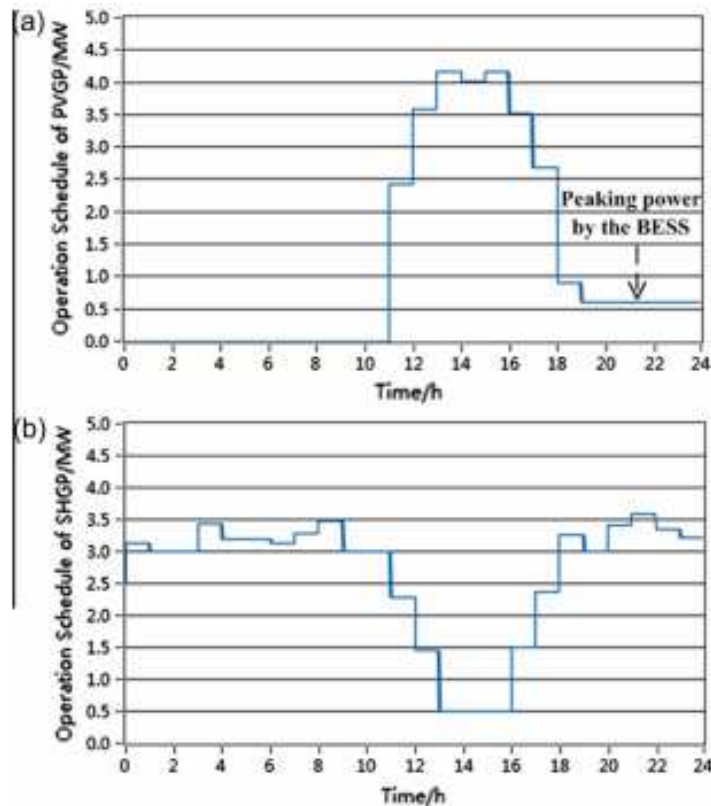 (a)
Operation Schedule of PVGP/MW
5.0
4.5
4.0
3.5
3.0
2.5
2.0
1.5
1.0
0.5
0.0
Peaking power
by the BESS
0 2 4 6 8 10 12 14 16 18 20 22 24
Time/h
(b)
Operation Schedule of SHGP/MW
5.0
4.5
4.0
3.5
3.0
2.5
2.0
1.5
1.0
0.5
0.0
0 2 4 6 8 10 12 14 16 18 20 22 24
Time/h